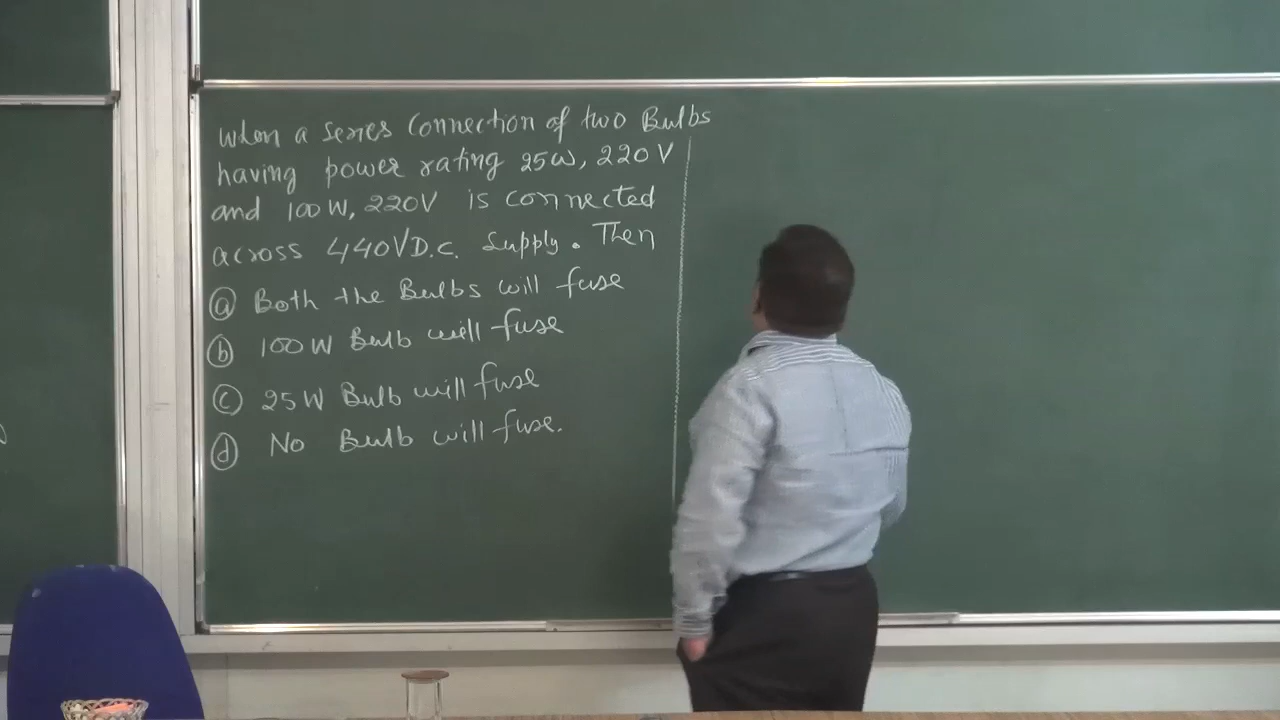 When a series connection of two Bulbs
having power rating 25W, 220V
and 100W, 220V is connected
across 440VD.C. Supply. Then
(a) Both the Bulbs will fuse
(b) 100W Bulb will fuse
(c) 25W Bulb will fuse
(d) No Bulb will fuse.